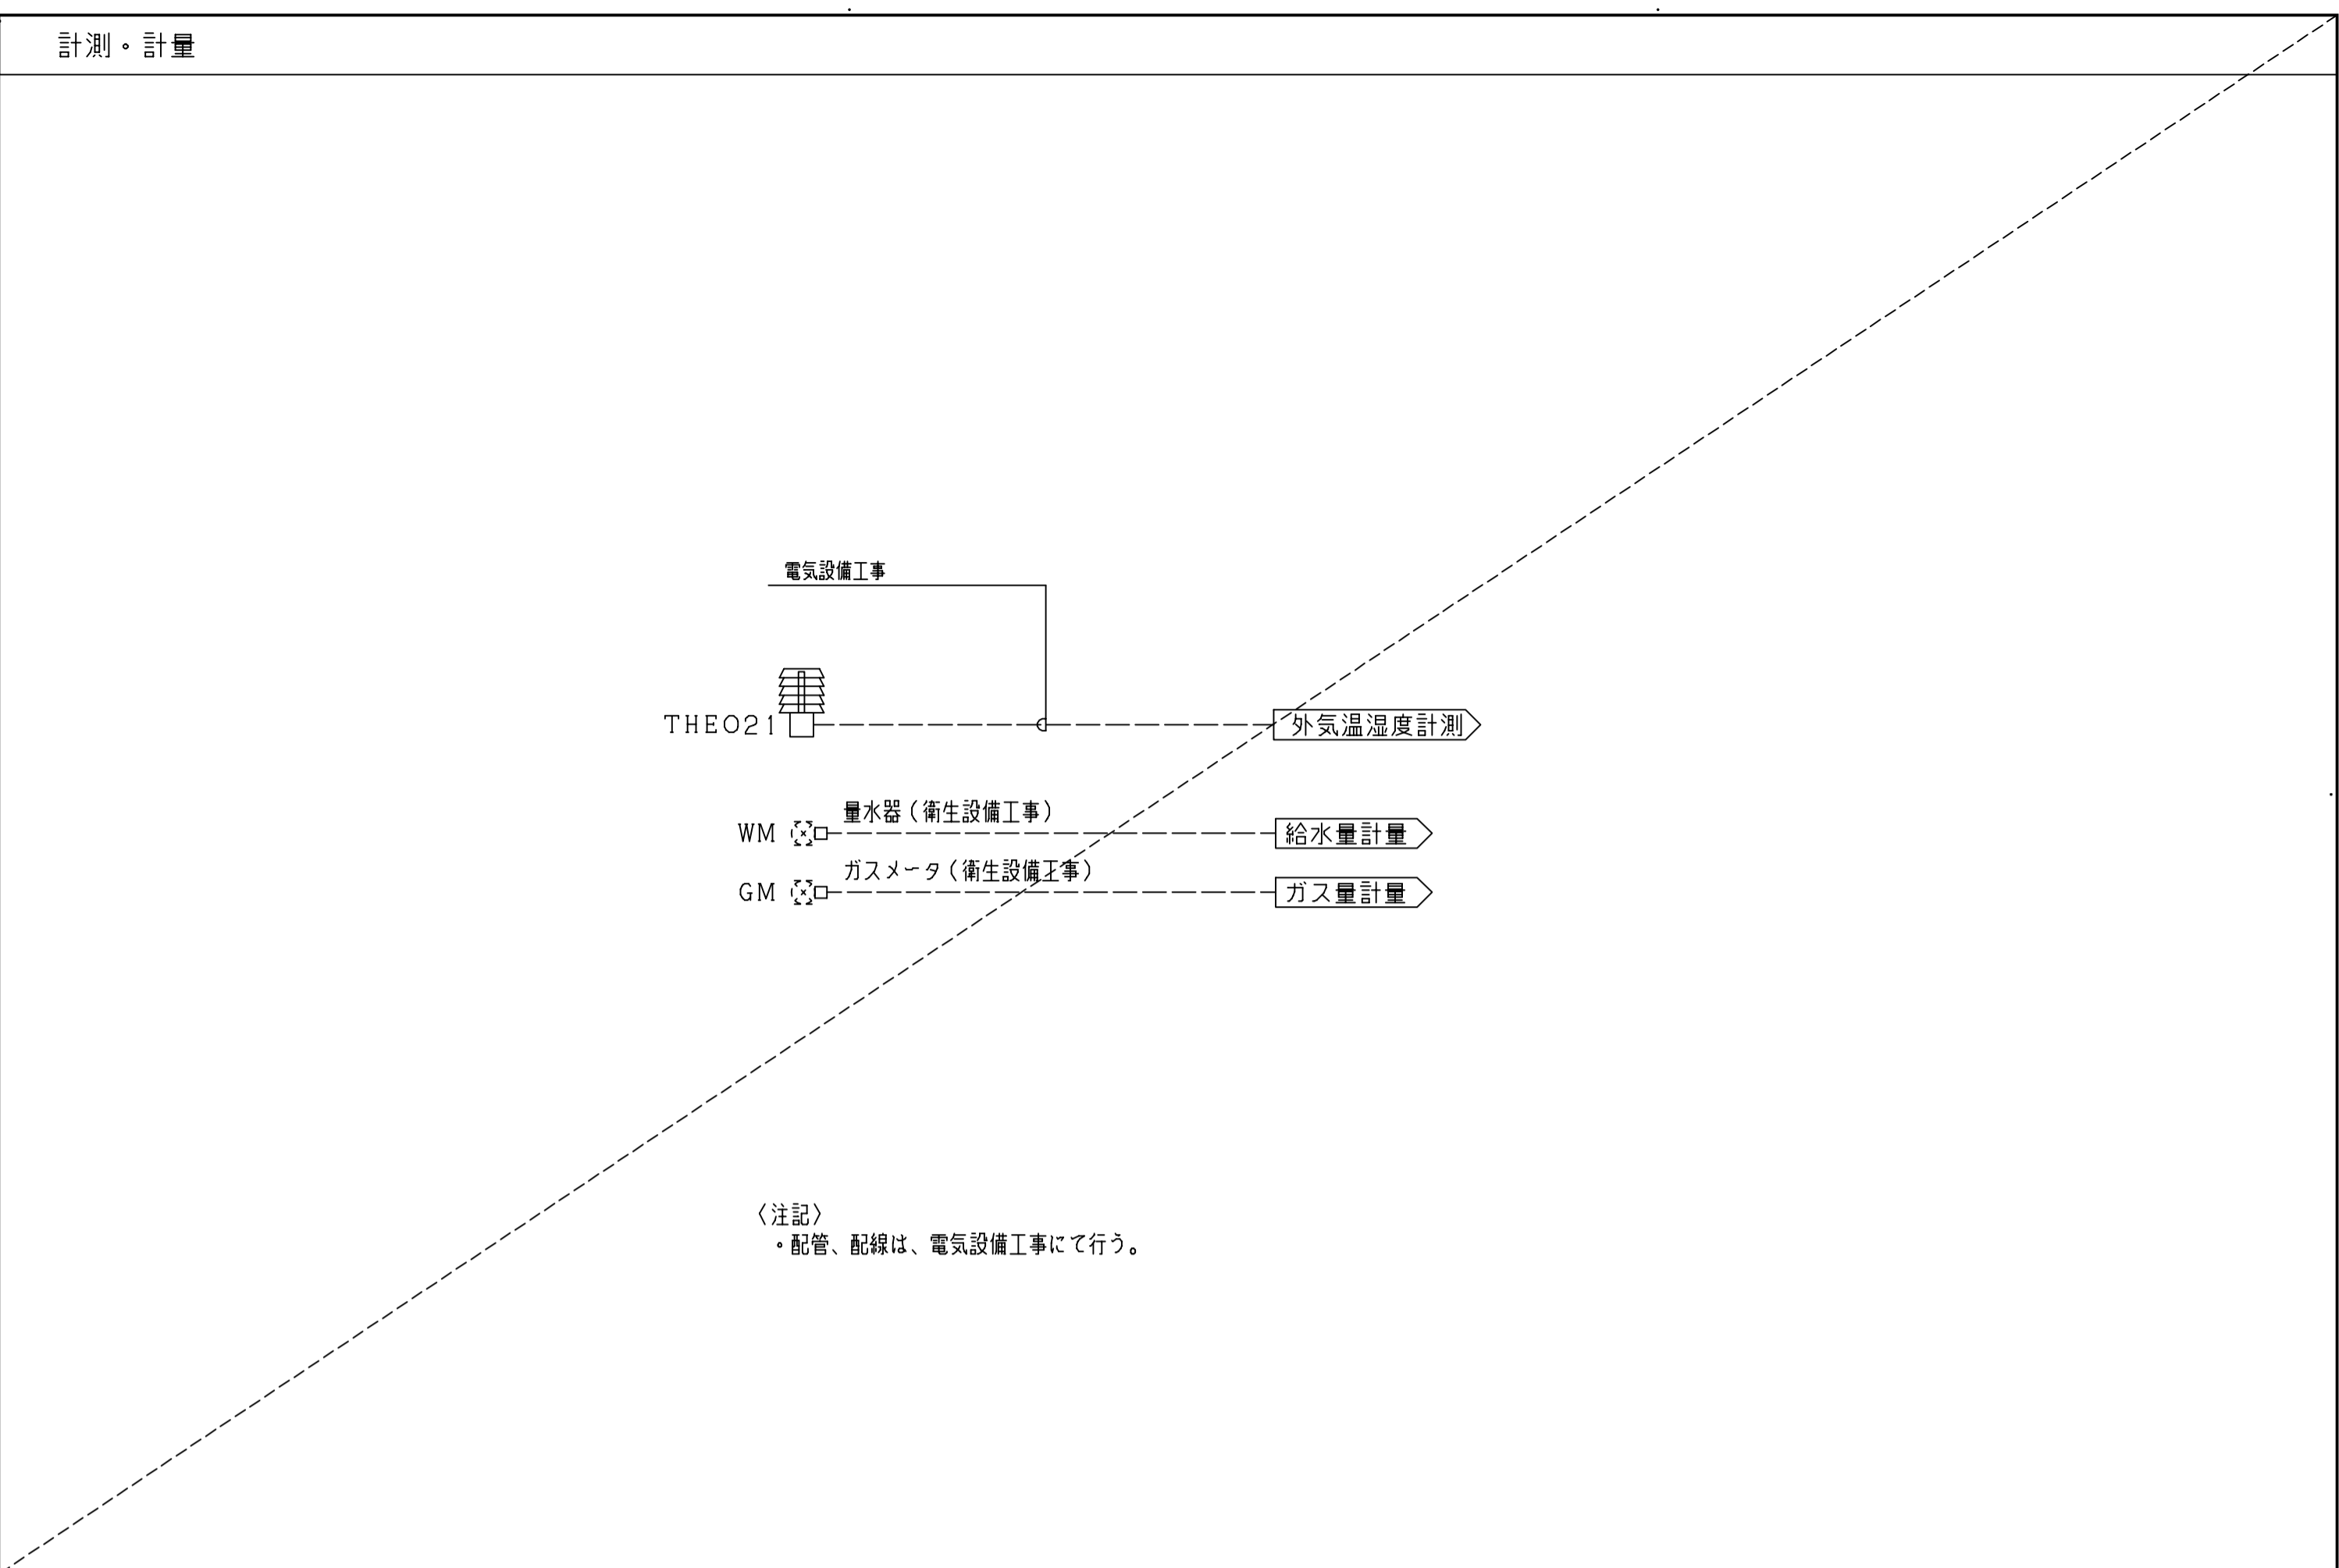 計測・計量
電気設備工事
THEO21
外気温湿度計測
量水器(衛生設備工事)
WM
給水量計量
ガスメータ(衛生設備工事)
GM
ガス量計量
〈注記〉
・配管、配線は、電気設備工事にて行う。